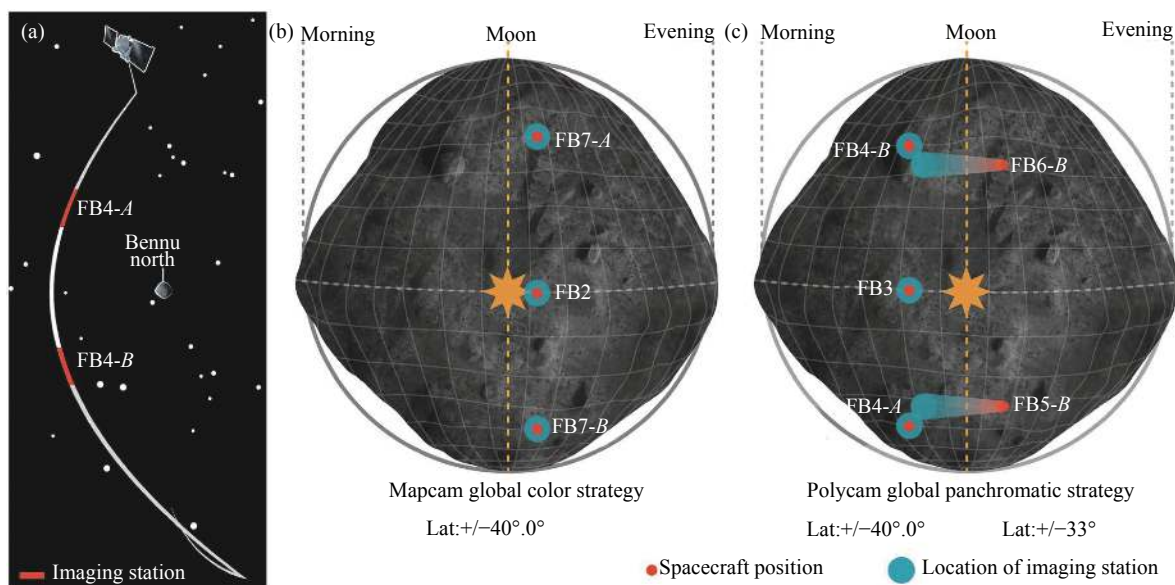 (a)
FB4-A
Bennu
north
FB4-B
Imaging station
(b)
Morning
Moon
Evening
FB7-A
FB2
FB7-B
Mapcam global color strategy
Lat:+/−40°.0°
(c)
Morning
Moon
Evening
FB4-B
FB6-B
FB3
FB4-A
FB5-B
Polycam global panchromatic strategy
Lat:+/−40°.0°
Lat:+/−33°
Spacecraft position
Location of imaging station